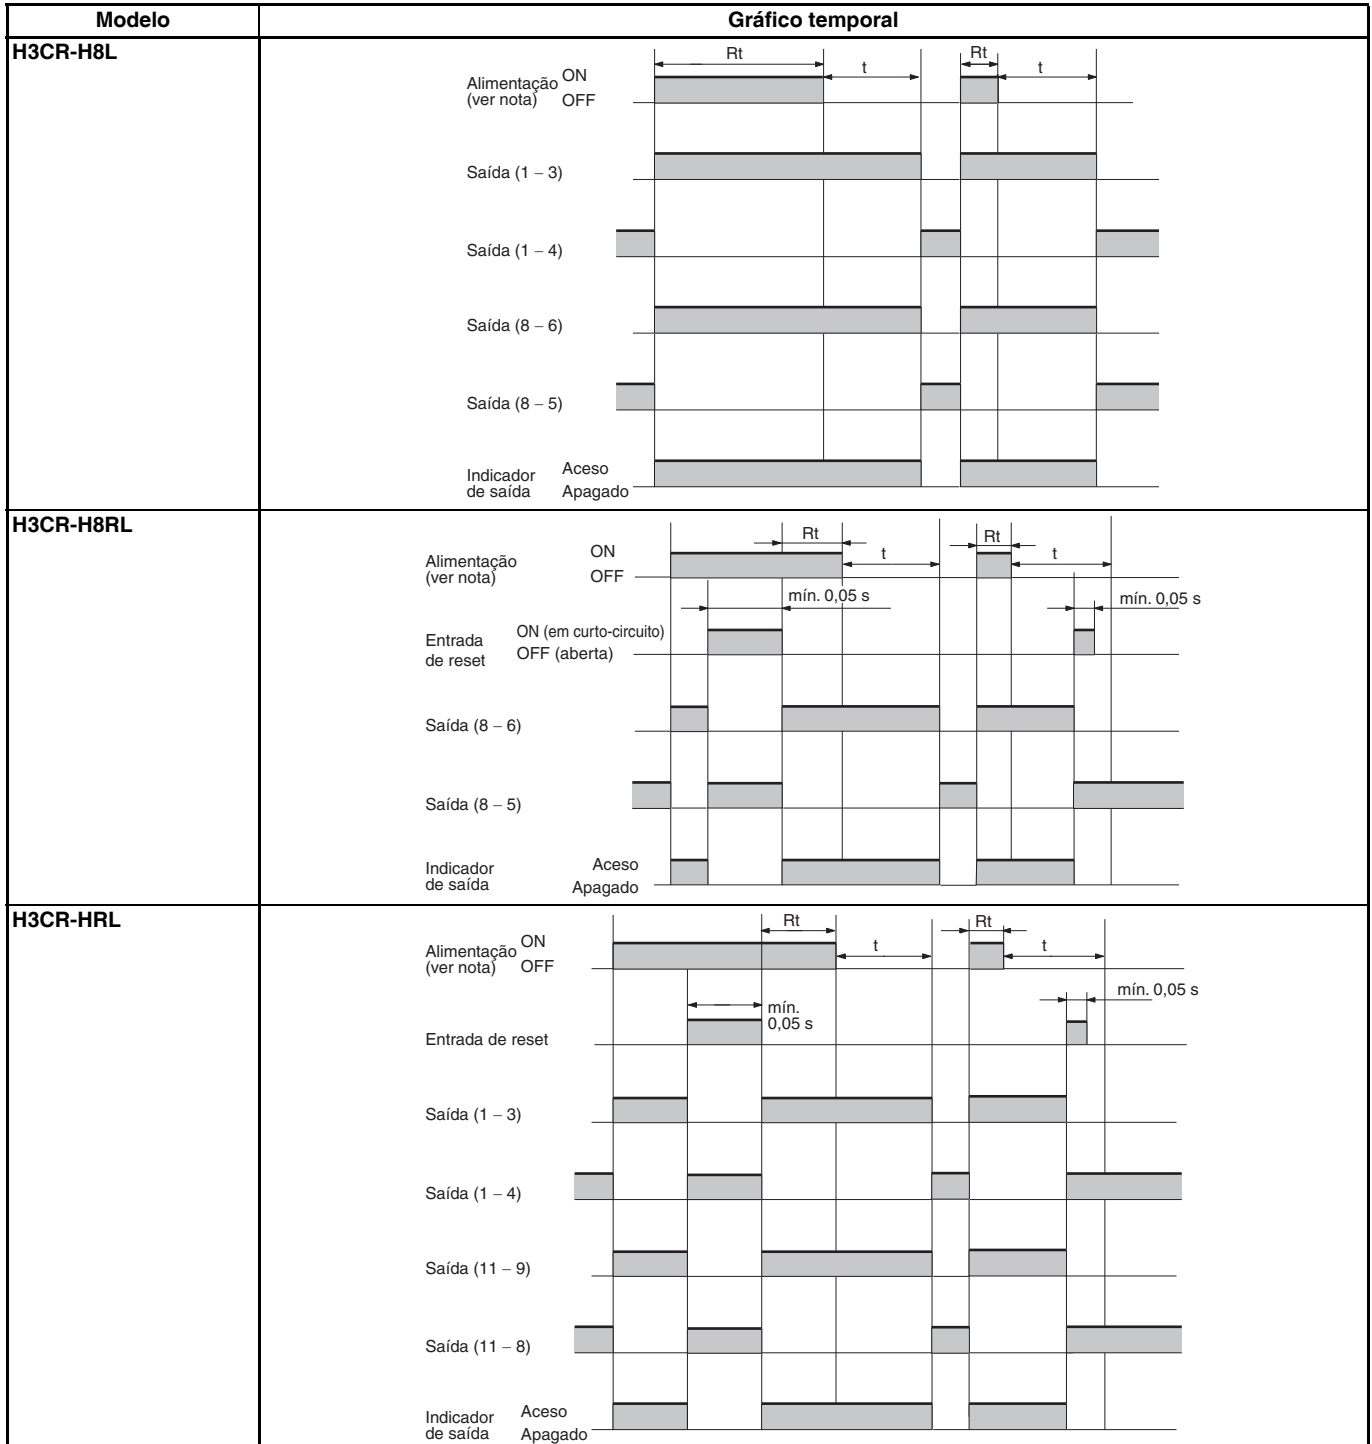 Modelo
Gráfico temporal
H3CR-H8L
Rt
t
Rt
t
Alimentação ON
(ver nota) OFF
Saída (1 – 3)
Saída (1 – 4)
Saída (8 – 6)
Saída (8 – 5)
Indicador Aceso
de saída Apagado
H3CR-H8RL
Rt
t
Rt
t
Alimentação ON
(ver nota) OFF
mín. 0,05 s
mín. 0,05 s
Entrada ON (em curto-circuito)
de reset OFF (aberta)
Saída (8 – 6)
Saída (8 – 5)
Indicador Aceso
de saída Apagado
H3CR-HRL
Rt
t
Rt
t
Alimentação ON
(ver nota) OFF
mín.
0,05 s
mín. 0,05 s
Entrada de reset
Saída (1 – 3)
Saída (1 – 4)
Saída (11 – 9)
Saída (11 – 8)
Indicador Aceso
de saída Apagado